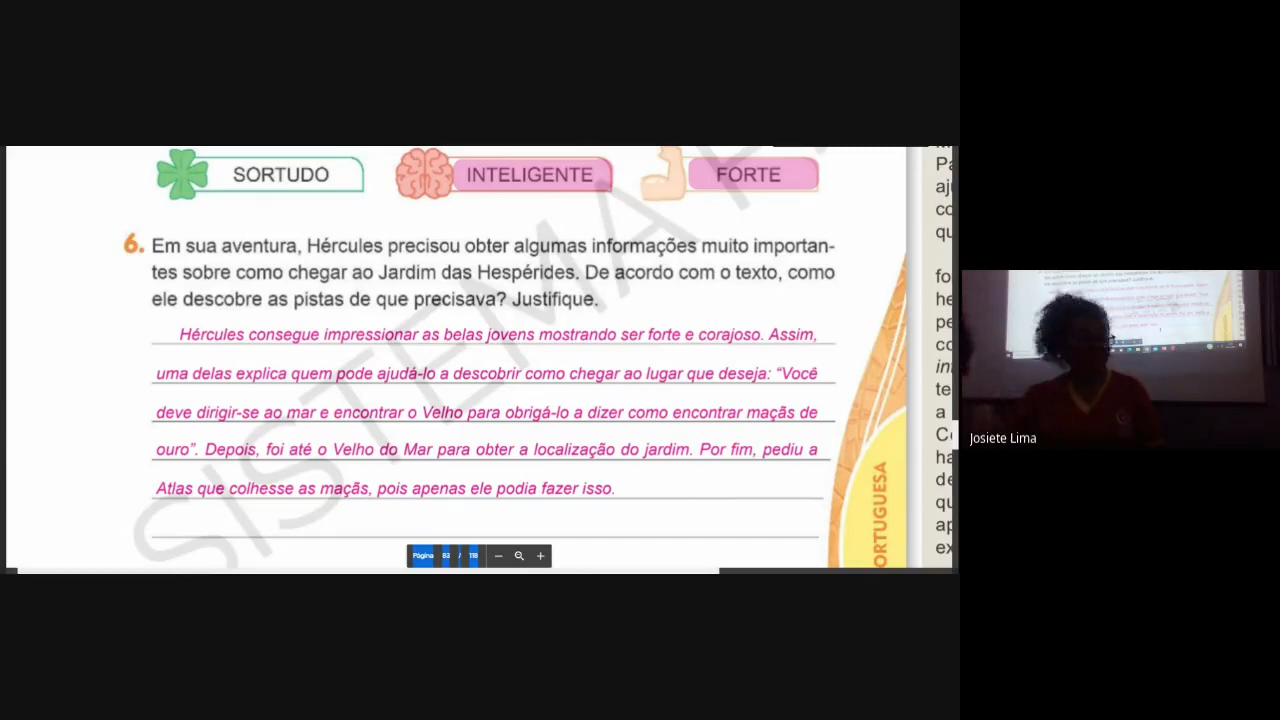 SORTUDO
INTELIGENTE
FORTE
6. Em sua aventura, Hércules precisou obter algumas informações muito importan-
tes sobre como chegar ao Jardim das Hespérides. De acordo com o texto, como
ele descobre as pistas de que precisava? Justifique.
Hércules consegue impressionar as belas jovens mostrando ser forte e corajoso. Assim,
uma delas explica quem pode ajudá-lo a descobrir como chegar ao lugar que deseja: “Você
deve dirigir-se ao mar e encontrar o Velho para obrigá-lo a dizer como encontrar maçãs de
ouro”. Depois, foi até o Velho do Mar para obter a localização do jardim. Por fim, pediu a
Atlas que colhesse as maçãs, pois apenas ele podia fazer isso.
SISTEMA
ORTUGUESA
Página 83 / 118
Josiete Lima